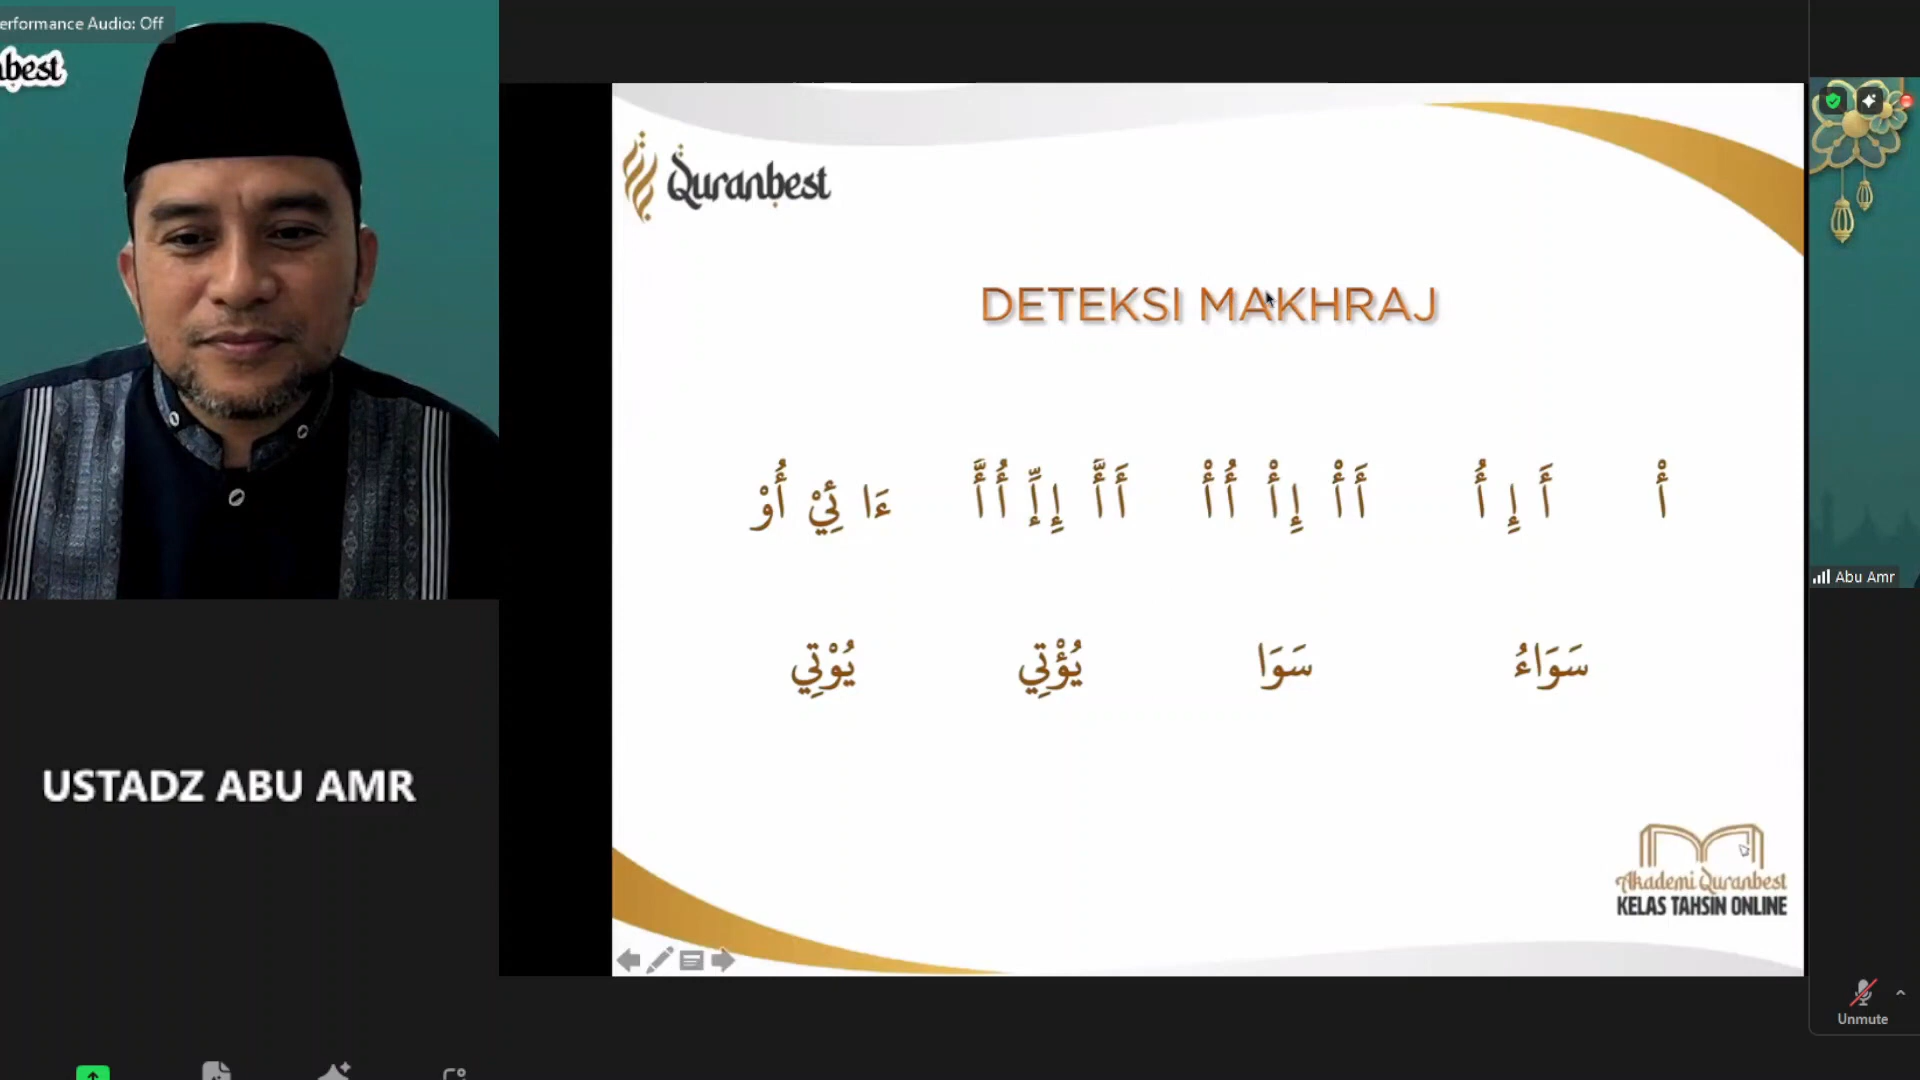 erformance Audio: Off
best
Quranbest
DETEKSI MAKHRAJ
أْ أَ إِ أُ أَأْ إِأْ أُأْ أَأَّ إِإِّ أُأَّ ءَا ئِيْ أُوْ
سَوَاءُ سَوَا يُؤْتِي يُوْتِي
USTADZ ABU AMR
Abu Amr
Akademi Quranbest
KELAS TAHSIN ONLINE
Unmute